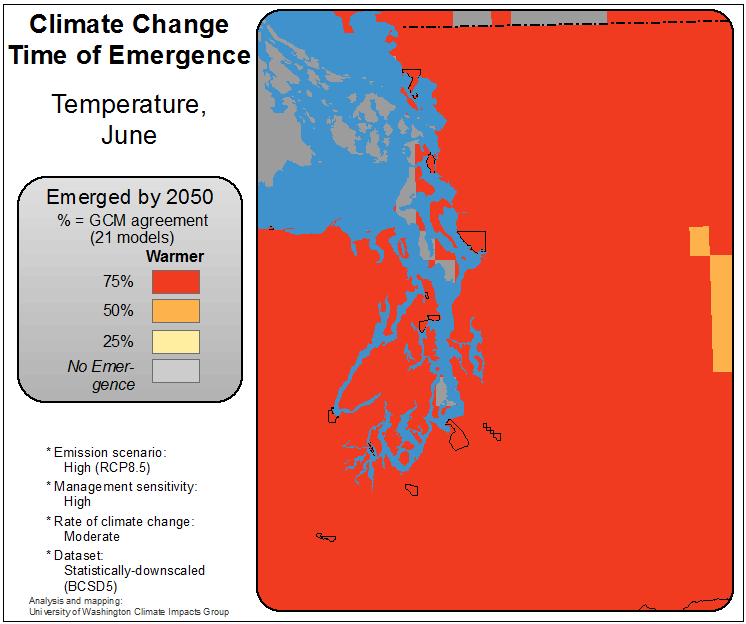 Climate Change
Time of Emergence
Temperature,
June
Emerged by 2050
% = GCM agreement
(21 models)
Warmer
75%
50%
25%
No Emer-
gence
* Emission scenario:
High (RCP8.5)
* Management sensitivity:
High
* Rate of climate change:
Moderate
* Dataset:
Statistically-downscaled
(BCSD5)
Analysis and mapping:
University of Washington Climate Impacts Group